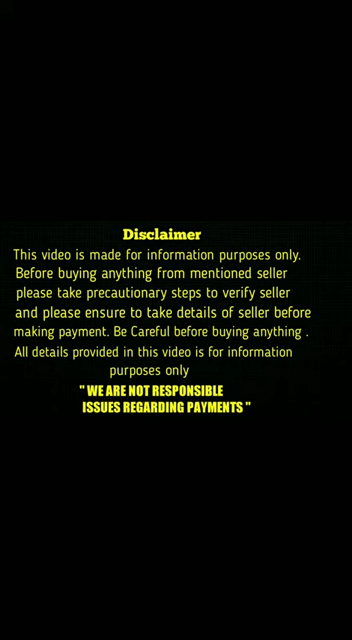 Disclaimer
This video is made for information purposes only.
Before buying anything from mentioned seller
please take precautionary steps to verify seller
and please ensure to take details of seller before
making payment. Be Careful before buying anything .
All details provided in this video is for information
purposes only
" WE ARE NOT RESPONSIBLE
ISSUES REGARDING PAYMENTS "